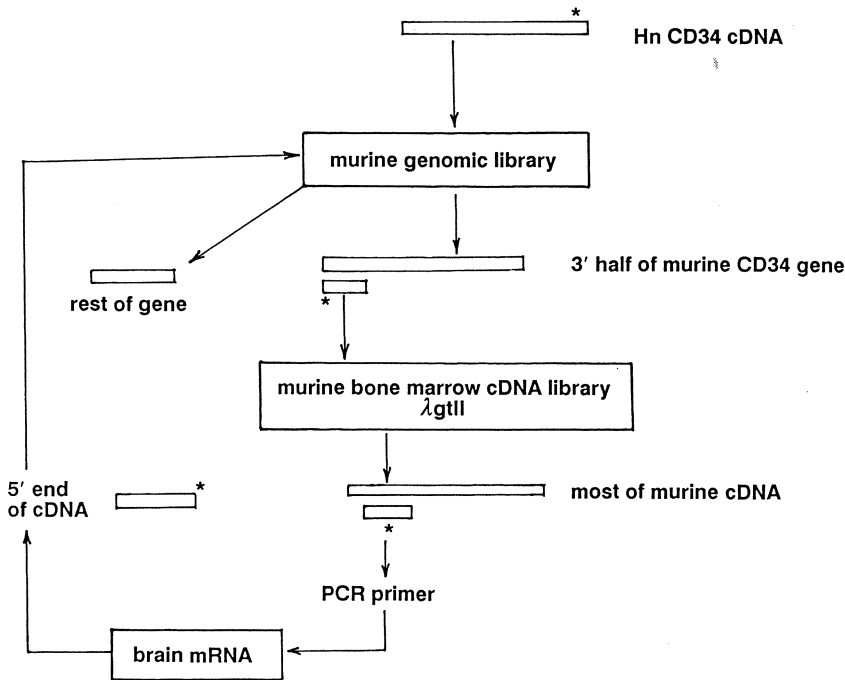 *
Hn CD34 cDNA
murine genomic library
3′ half of murine CD34 gene
rest of gene
*
murine bone marrow cDNA library
λgtII
5′ end
of cDNA
*
most of murine cDNA
*
PCR primer
brain mRNA